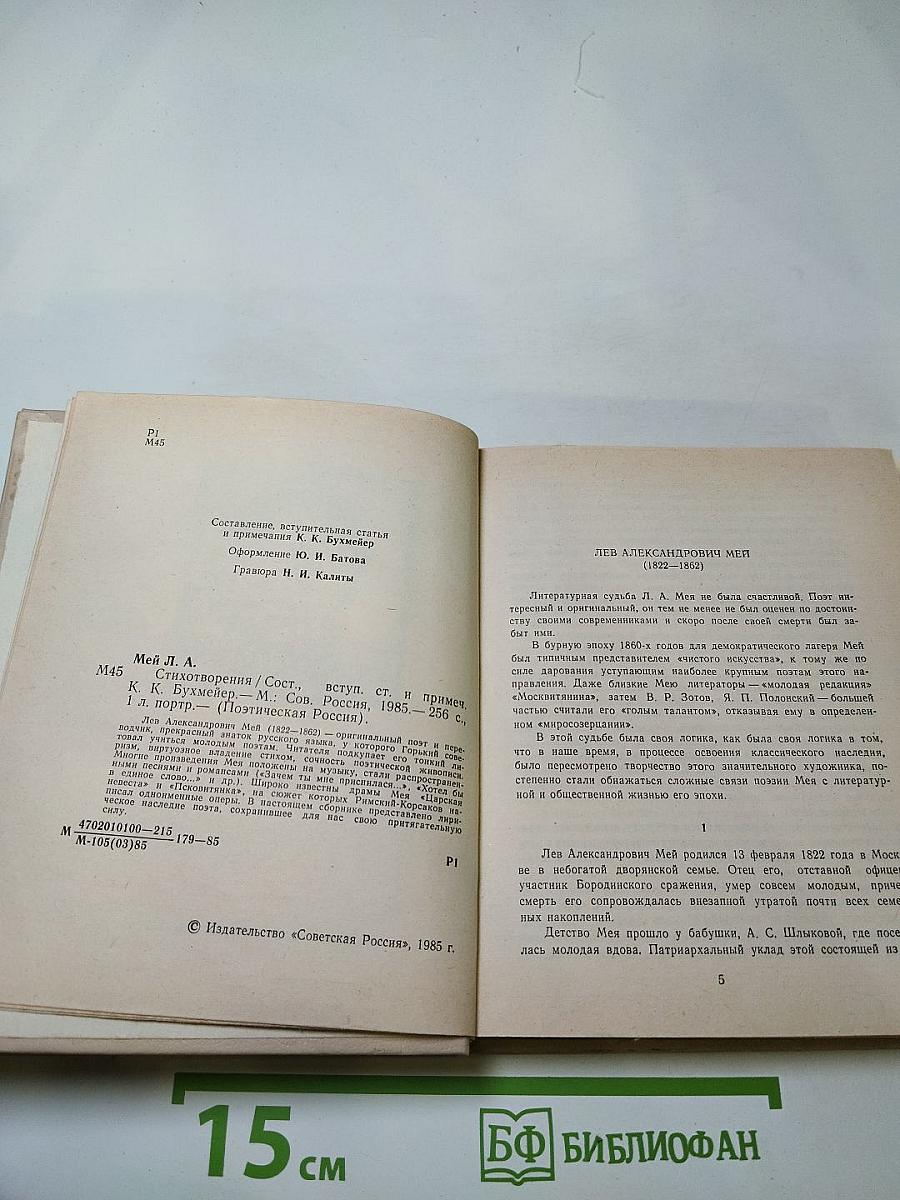 Р1
М45
Составление, вступительная статья
и примечания К. К. Бухмейер
Оформление Ю. И. Батова
Гравюра Н. И. Калиты
Мей Л. А.
М45 Стихотворения / Сост., вступ. ст. и примеч.
К. К. Бухмейер.— М.: Сов. Россия, 1985.— 256 с.,
1 л. портр.— (Поэтическая Россия).
Лев Александрович Мей (1822—1862) — оригинальный поэт и пере-
водчик, прекрасный знаток русского языка, у которого Горький сове-
товал учиться молодым поэтам. Читателя подкупает его тонкий ли-
ризм, виртуозное владение стихом, сочность поэтической живописи.
Многие произведения Мея положены на музыку, стали распространен-
ными песнями и романсами («Зачем ты мне приснилася...», «Хотел бы
в единое слово...» и др.). Широко известны драмы Мея «Царская
невеста» и «Псковитянка», на сюжет которых Римский-Корсаков на-
писал одноименные оперы. В настоящем сборнике представлено лири-
ческое наследие поэта, сохранившее для нас свою притягательную
силу.
М 4702010100—215 179—85
М-105(03)85
Р1
© Издательство «Советская Россия», 1985 г.
ЛЕВ АЛЕКСАНДРОВИЧ МЕЙ
(1822—1862)
Литературная судьба Л. А. Мея не была счастливой. Поэт ин-
тересный и оригинальный, он тем не менее не был оценен по достоин-
ству своими современниками и скоро после своей смерти был за-
быт ими.
В бурную эпоху 1860-х годов для демократического лагеря Мей
был типичным представителем «чистого искусства», к тому же по
силе дарования уступающим наиболее крупным поэтам этого на-
правления. Даже близкие Мею литераторы — «молодая редакция»
«Москвитянина», затем В. Р. Зотов, Я. П. Полонский — большей
частью считали его «голым талантом», отказывая ему в определен-
ном «миросозерцании».
В этой судьбе была своя логика, как была своя логика в том,
что в наше время, в процессе освоения классического наследия,
было пересмотрено творчество этого значительного художника, по-
степенно стали обнажаться сложные связи поэзии Мея с литератур-
ной и общественной жизнью его эпохи.
1
Лев Александрович Мей родился 13 февраля 1822 года в Моск
ве в небогатой дворянской семье. Отец его, отставной офице
участник Бородинского сражения, умер совсем молодым, приче
смерть его сопровождалась внезапной утратой почти всех семе
ных накоплений.
Детство Мея прошло у бабушки, А. С. Шлыковой, где посе
лась молодая вдова. Патриархальный уклад этой состоящей из
5
15 см
БФ БИБЛИОФАН